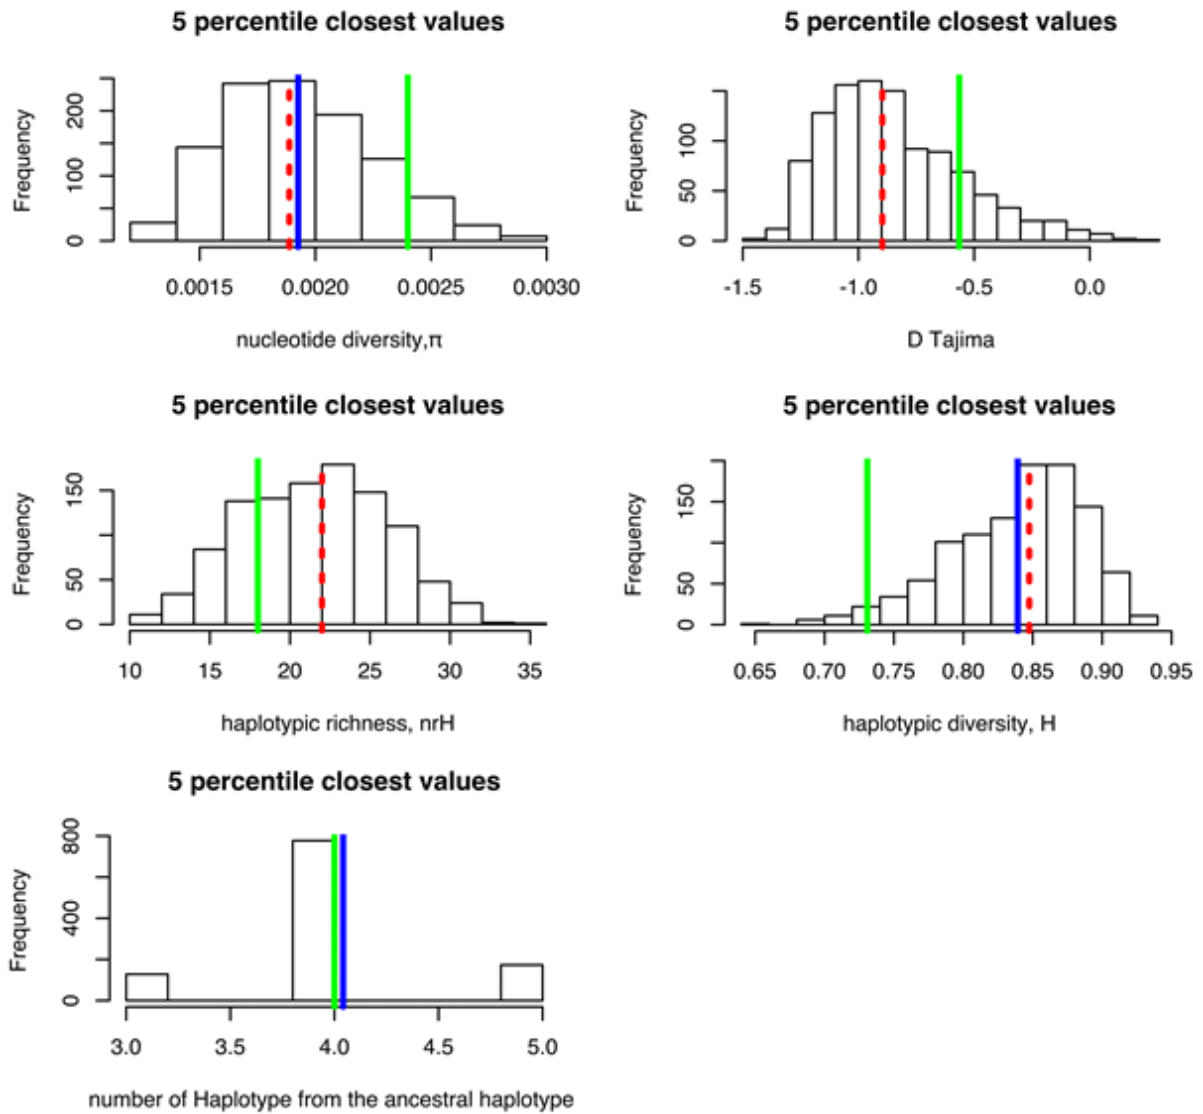 5 percentile closest values
Frequency
0
100
200
0.0015 0.0020 0.0025 0.0030
nucleotide diversity,π
5 percentile closest values
Frequency
0
50
100
-1.5 -1.0 -0.5 0.0
D Tajima
5 percentile closest values
Frequency
0
50
150
10 15 20 25 30 35
haplotypic richness, nrH
5 percentile closest values
Frequency
0
50
150
0.65 0.70 0.75 0.80 0.85 0.90 0.95
haplotypic diversity, H
5 percentile closest values
Frequency
0
400
800
3.0 3.5 4.0 4.5 5.0
number of Haplotype from the ancestral haplotype